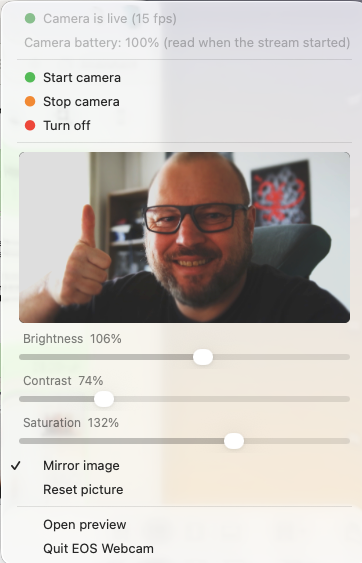 Camera is live (15 fps)
Camera battery: 100% (read when the stream started)
Start camera
Stop camera
Turn off
Brightness 106%
Contrast 74%
Saturation 132%
Mirror image
Reset picture
Open preview
Quit EOS Webcam